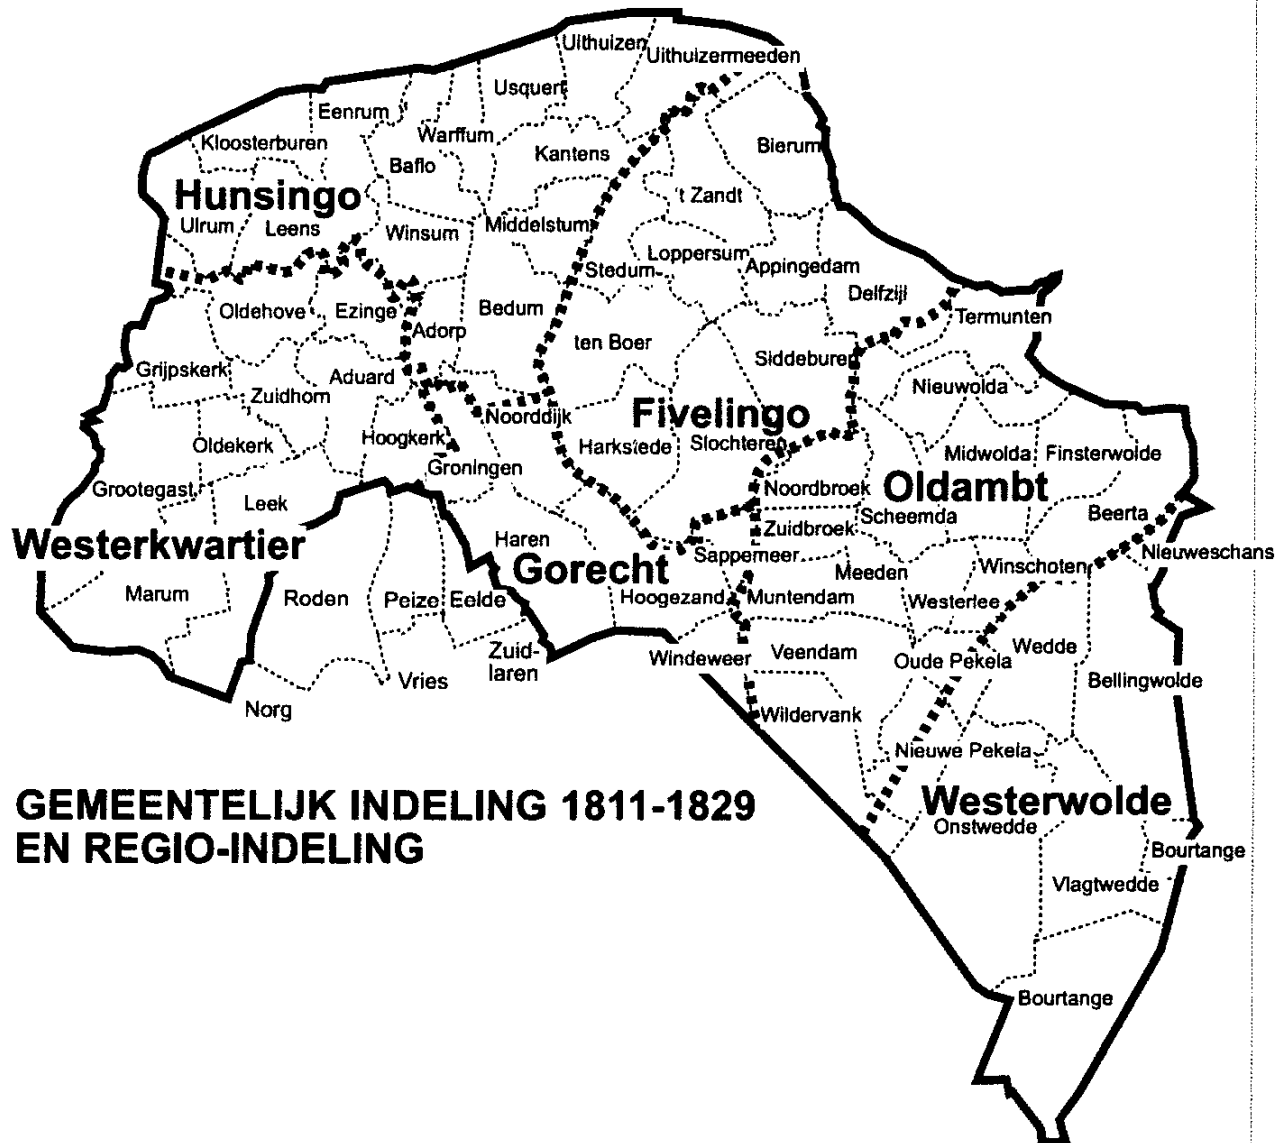 Uithuizen
Uithuizermeeden
Usquert
Eenrum
Warffum
Kloosterburen
Kantens
Bierum
Baflo
Hunsingo
't Zandt
Ulrum
Leens
Winsum
Middelstum
Loppersum
Stedum
Appingedam
Delfzijl
Oldehove
Ezinge
Bedum
Termunten
Adorp
ten Boer
Siddeburen
Grijpskerk
Aduard
Nieuwolda
Zuidhorn
Noorddijk
Fivelingo
Hoogkerk
Oldekerk
Harkstede
Slochteren
Midwolda
Finsterwolde
Groningen
Grootegast
Leek
Noordbroek
Oldambt
Scheemda
Beerta
Zuidbroek
Westerkwartier
Haren
Sappemeer
Nieuweschans
Gorecht
Meeden
Winschoten
Marum
Roden
Peize
Eelde
Hoogezand
Muntendam
Westerlee
Zuid-
laren
Windeweer
Veendam
Oude Pekela
Wedde
Vries
Bellingwolde
Norg
Wildervank
Nieuwe Pekela
GEMEENTELIJK INDELING 1811-1829
EN REGIO-INDELING
Westerwolde
Onstwedde
Bourtange
Vlagtwedde
Bourtange